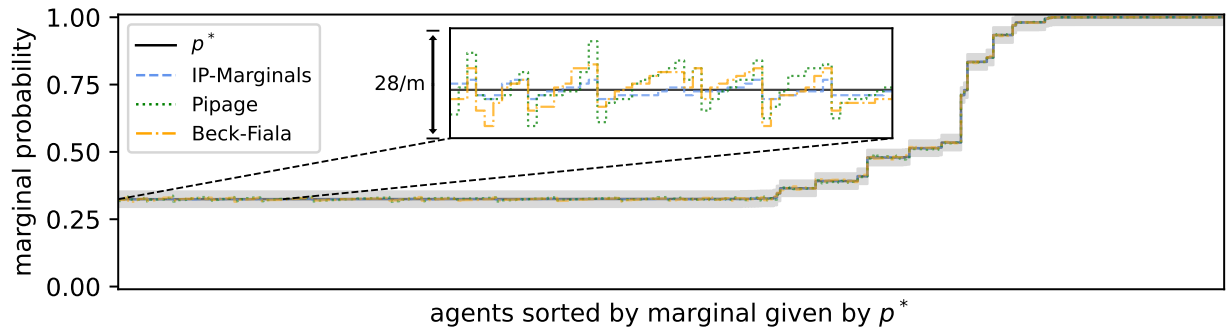 1.00
0.75
0.50
0.25
0.00
marginal probability
p*
IP-Marginals
Pipage
Beck-Fiala
28/m
agents sorted by marginal given by p*